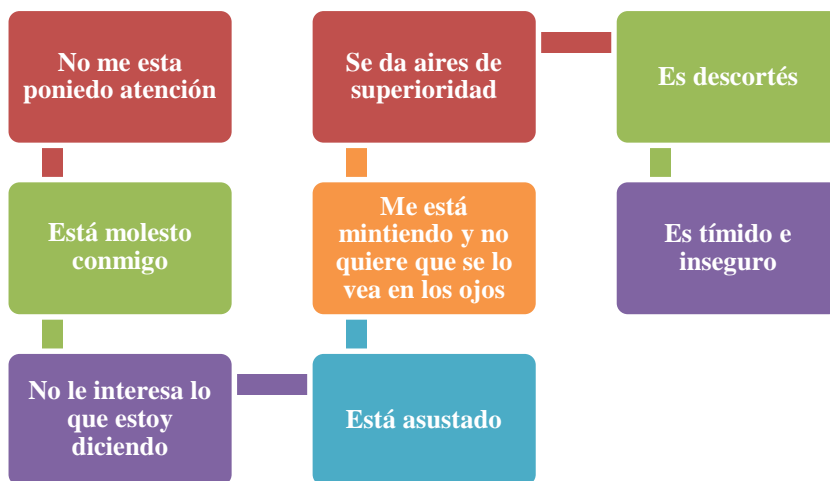 No me esta
poniedo atención
Está molesto
conmigo
No le interesa lo
que estoy
diciendo
Está asustado
Me está
mintiendo y no
quiere que se lo
vea en los ojos
Se da aires de
superioridad
Es descortés
Es tímido e
inseguro